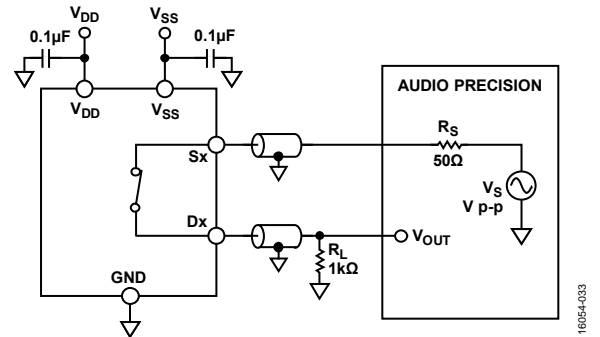 VDD
VSS
0.1µF
0.1µF
VDD
VSS
AUDIO PRECISION
RS
50Ω
Sx
VS
V p-p
Dx
VOUT
RL
1kΩ
GND
16054-033